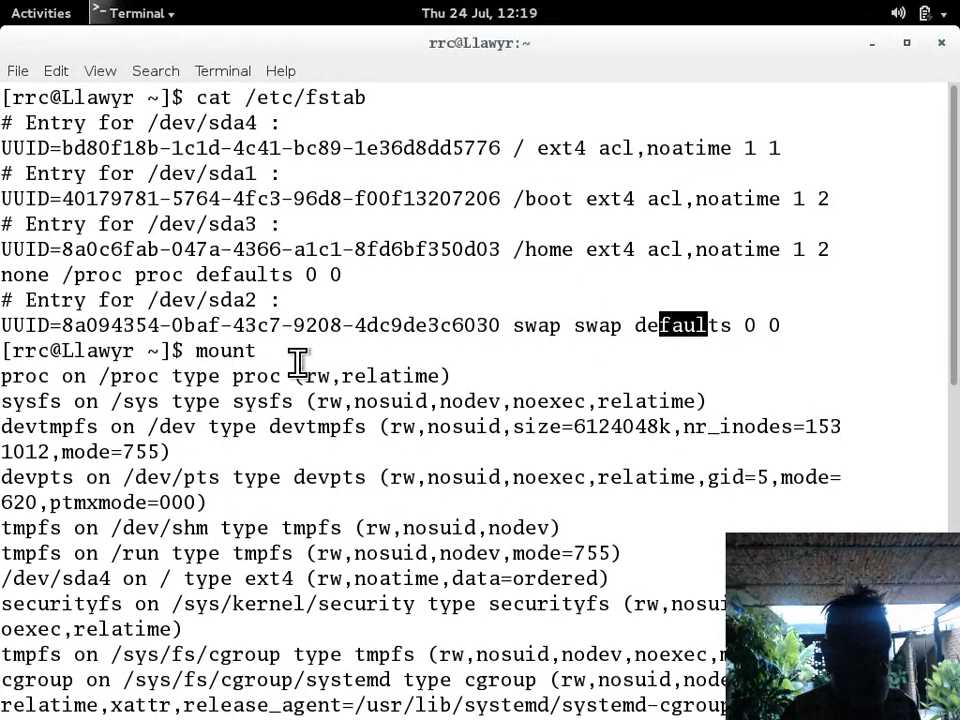 Activities
Terminal
Thu 24 Jul, 12:19
rrc@Llawyr:~
File Edit View Search Terminal Help
[rrc@Llawyr ~]$ cat /etc/fstab
# Entry for /dev/sda4 :
UUID=bd80f18b-1c1d-4c41-bc89-1e36d8dd5776 / ext4 acl,noatime 1 1
# Entry for /dev/sda1 :
UUID=40179781-5764-4fc3-96d8-f00f13207206 /boot ext4 acl,noatime 1 2
# Entry for /dev/sda3 :
UUID=8a0c6fab-047a-4366-a1c1-8fd6bf350d03 /home ext4 acl,noatime 1 2
none /proc proc defaults 0 0
# Entry for /dev/sda2 :
UUID=8a094354-0baf-43c7-9208-4dc9de3c6030 swap swap defaults 0 0
[rrc@Llawyr ~]$ mount
proc on /proc type proc (rw,relatime)
sysfs on /sys type sysfs (rw,nosuid,nodev,noexec,relatime)
devtmpfs on /dev type devtmpfs (rw,nosuid,size=6124048k,nr_inodes=153
1012,mode=755)
devpts on /dev/pts type devpts (rw,nosuid,noexec,relatime,gid=5,mode=
620,ptmxmode=000)
tmpfs on /dev/shm type tmpfs (rw,nosuid,nodev)
tmpfs on /run type tmpfs (rw,nosuid,nodev,mode=755)
/dev/sda4 on / type ext4 (rw,noatime,data=ordered)
securityfs on /sys/kernel/security type securityfs (rw,nosu
oexec,relatime)
tmpfs on /sys/fs/cgroup type tmpfs (rw,nosuid,nodev,noexec,
cgroup on /sys/fs/cgroup/systemd type cgroup (rw,nosuid,node
relatime,xattr,release_agent=/usr/lib/systemd/systemd-cgroup